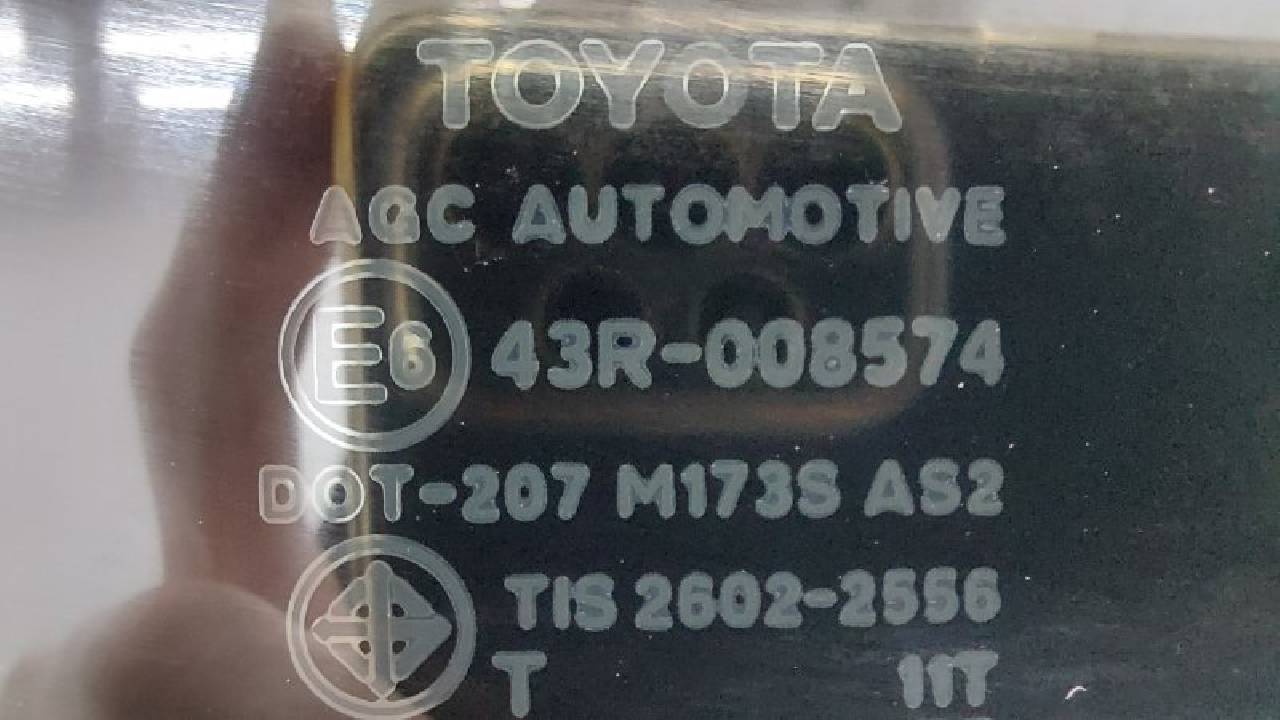 TOYOTA
AGC AUTOMOTIVE
E6 43R-008574
DOT-207 M173S AS2
TIS 2602-2556
T 11T